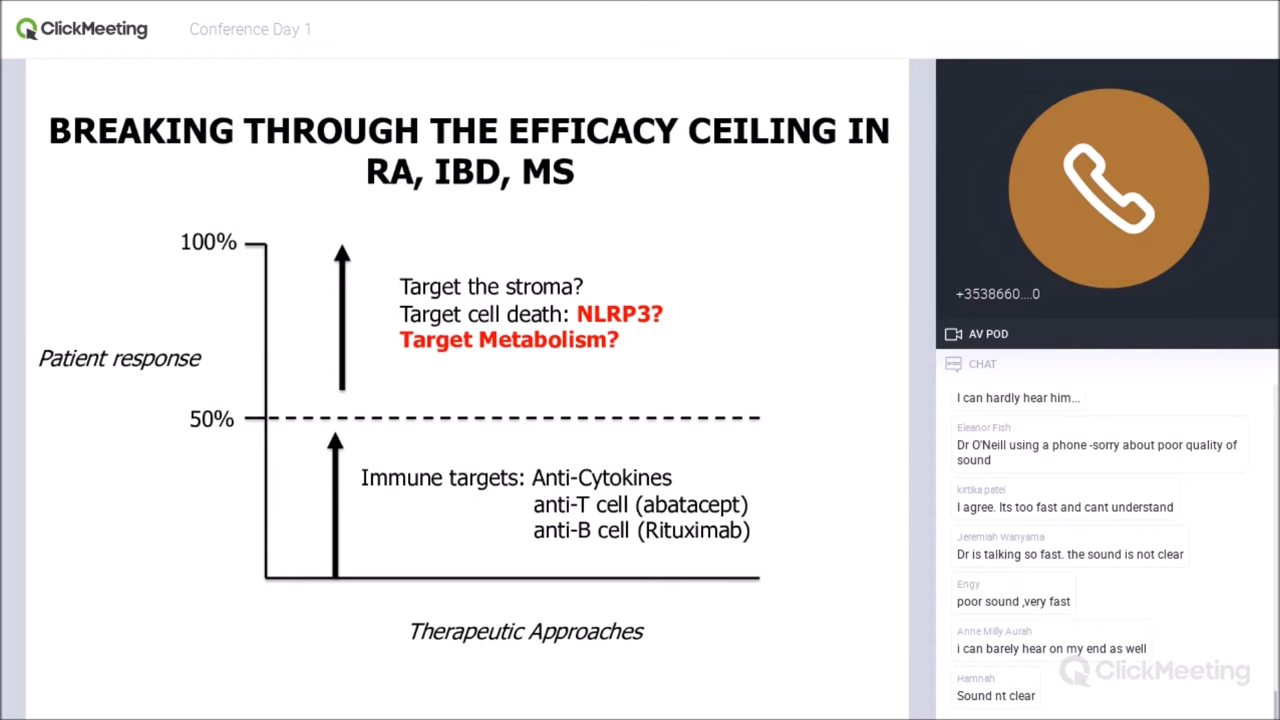 ClickMeeting
Conference Day 1
BREAKING THROUGH THE EFFICACY CEILING IN
RA, IBD, MS
100%
Target the stroma?
Target cell death: NLRP3?
Target Metabolism?
Patient response
50%
Immune targets: Anti-Cytokines
anti-T cell (abatacept)
anti-B cell (Rituximab)
Therapeutic Approaches
+3538660....0
AV POD
CHAT
I can hardly hear him...
Eleanor Fish
Dr O'Neill using a phone -sorry about poor quality of
sound
kirtika patel
I agree. Its too fast and cant understand
Jeremiah Wanyama
Dr is talking so fast. the sound is not clear
Engy
poor sound ,very fast
Anne Milly Aurah
i can barely hear on my end as well
ClickMeeting
Hamnah
Sound nt clear